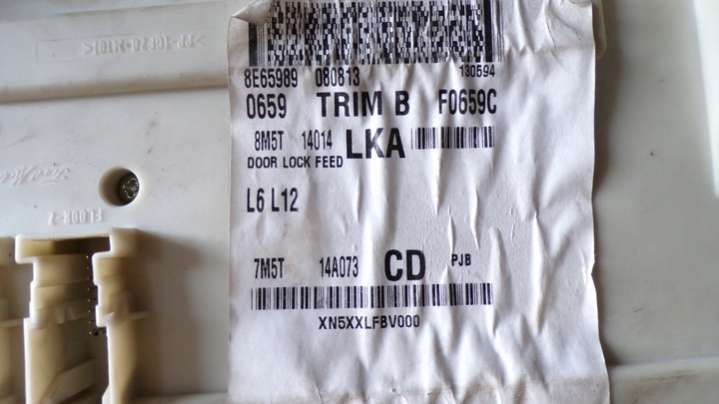 8E65989 080813 130594
0659 TRIM B F0659C
8M5T 14014 LKA
DOOR LOCK FEED
L6 L12
7M5T 14A073 CD PJB
XN5XXLFBV000